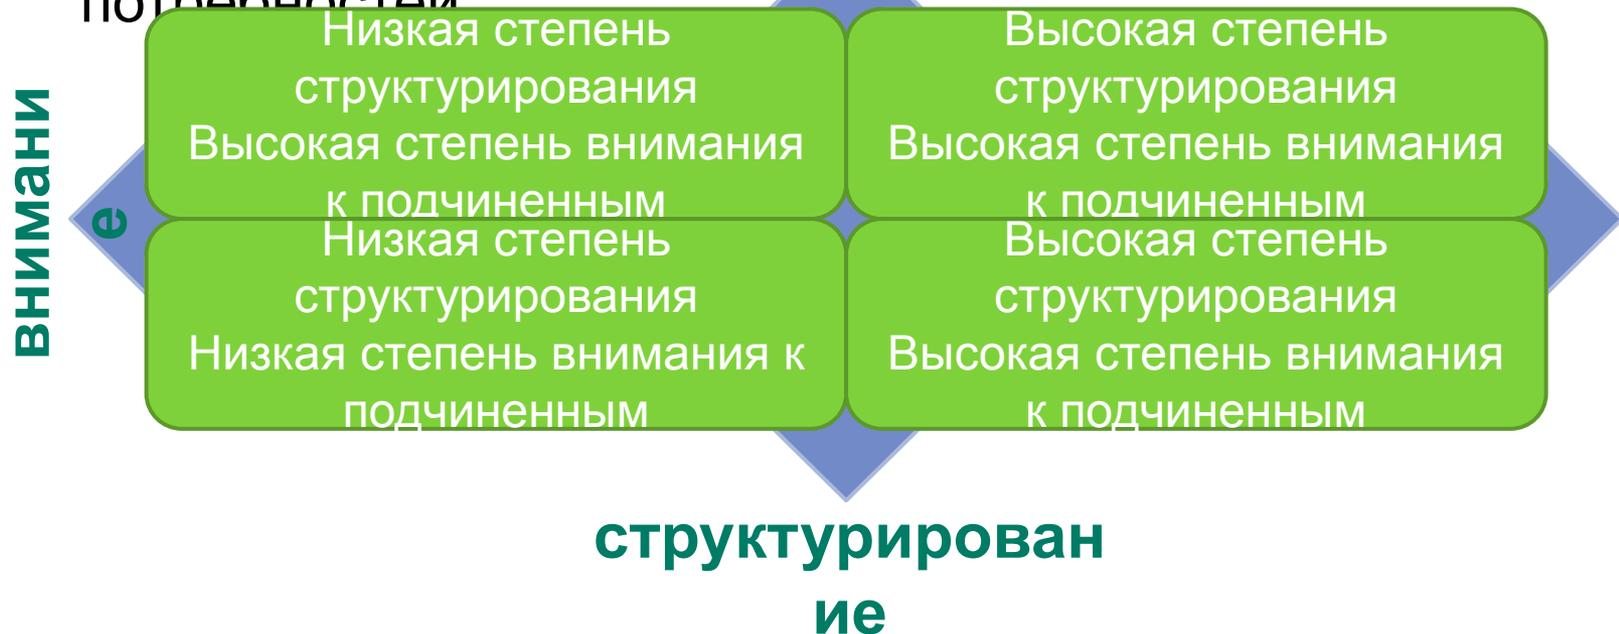 потребностей
Низкая степень
структурирования
Высокая степень внимания
к подчиненным
Высокая степень
структурирования
Высокая степень внимания
к подчиненным
Низкая степень
структурирования
Низкая степень внимания к
подчиненным
Высокая степень
структурирования
Высокая степень внимания
к подчиненным
внимани
е
структурирован
ие